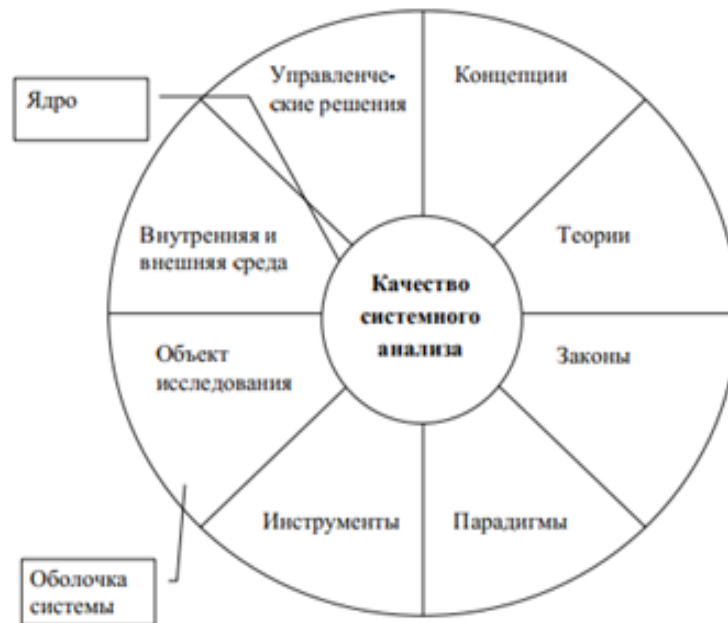 Ядро
Управленче-
ские решения
Концепции
Внутренняя и
внешняя среда
Теории
Качество
системного
анализа
Объект
исследования
Законы
Инструменты
Парадигмы
Оболочка
системы